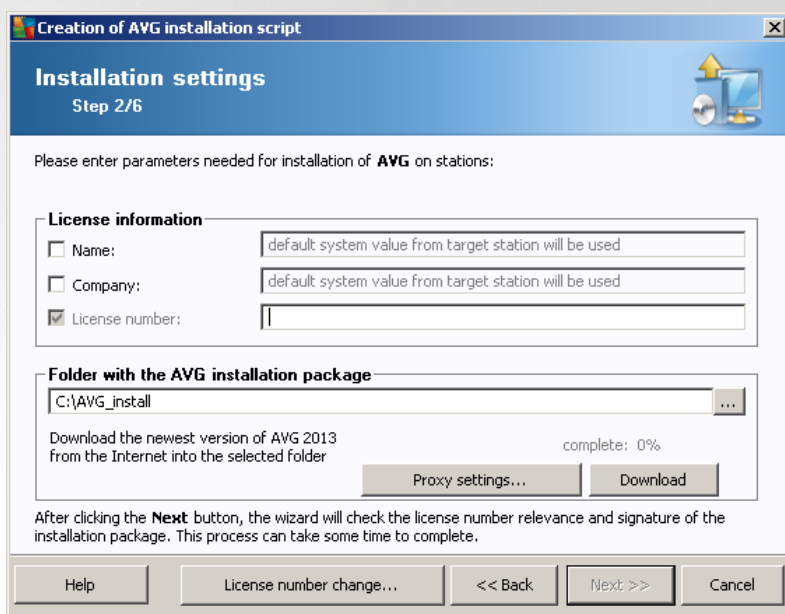 Creation of AVG installation script
Installation settings
Step 2/6
Please enter parameters needed for installation of AVG on stations:
License information
Name:
default system value from target station will be used
Company:
default system value from target station will be used
License number:
Folder with the AVG installation package
C:\AVG_install
...
Download the newest version of AVG 2013
from the Internet into the selected folder
complete: 0%
Proxy settings...
Download
After clicking the Next button, the wizard will check the license number relevance and signature of the
installation package. This process can take some time to complete.
Help
License number change...
<< Back
Next >>
Cancel